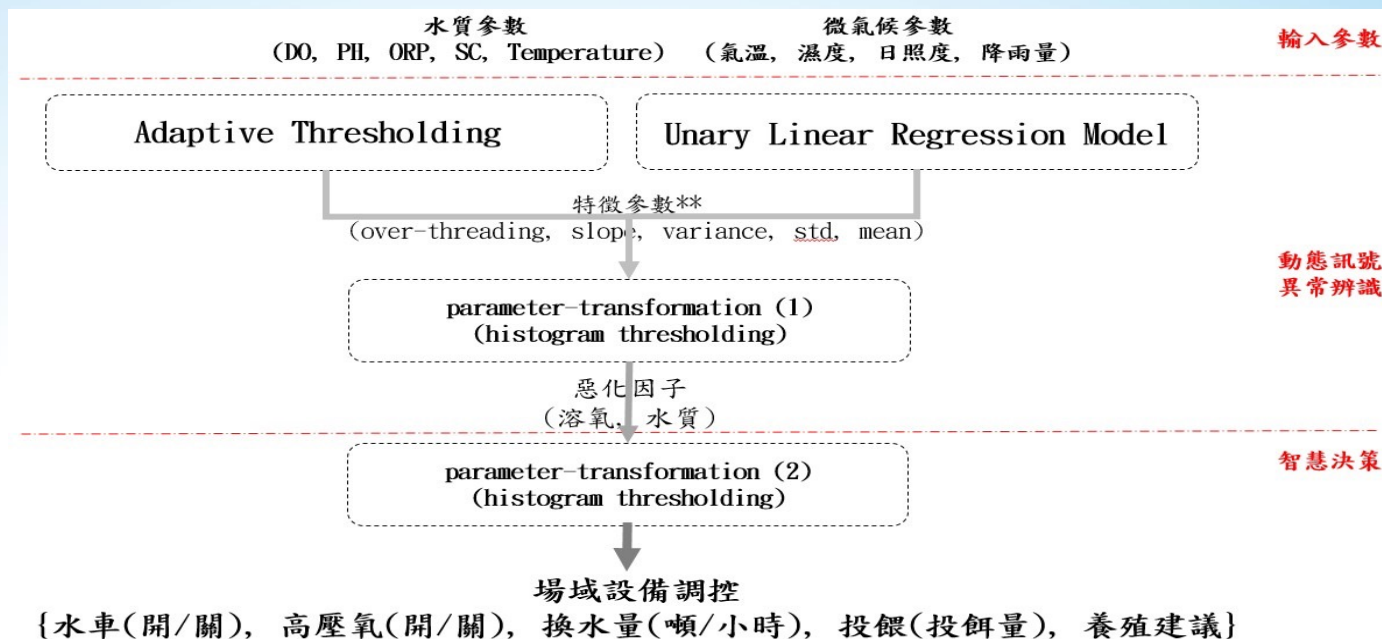 水質參數
(DO, PH, ORP, SC, Temperature)
微氣候參數
(氣溫, 濕度, 日照度, 降雨量)
輸入參數
Adaptive Thresholding
Unary Linear Regression Model
特徵參數**
(over-threading, slope, variance, std, mean)
動態訊號
異常辨識
parameter-transformation (1)
(histogram thresholding)
惡化因子
(溶氧, 水質)
智慧決策
parameter-transformation (2)
(histogram thresholding)
場域設備調控
{水車(開/關), 高壓氧(開/關), 換水量(噸/小時), 投餵(投餌量), 養殖建議}